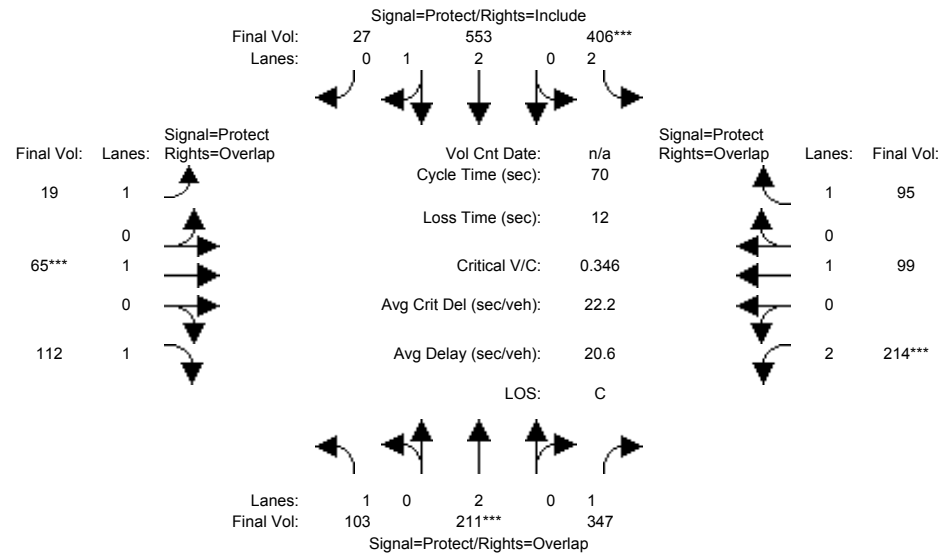 Signal=Protect/Rights=Include
Final Vol: 27 553 406***
Lanes: 0 1 2 0 2
Signal=Protect
Final Vol: Lanes: Rights=Overlap
Vol Cnt Date: n/a
Signal=Protect
Rights=Overlap Lanes: Final Vol:
Cycle Time (sec): 70
19 1
1 95
Loss Time (sec): 12
0
0
65*** 1
Critical V/C: 0.346
1 99
0
Avg Crit Del (sec/veh): 22.2
0
112 1
Avg Delay (sec/veh): 20.6
2 214***
LOS: C
Lanes: 1 0 2 0 1
Final Vol: 103 211*** 347
Signal=Protect/Rights=Overlap